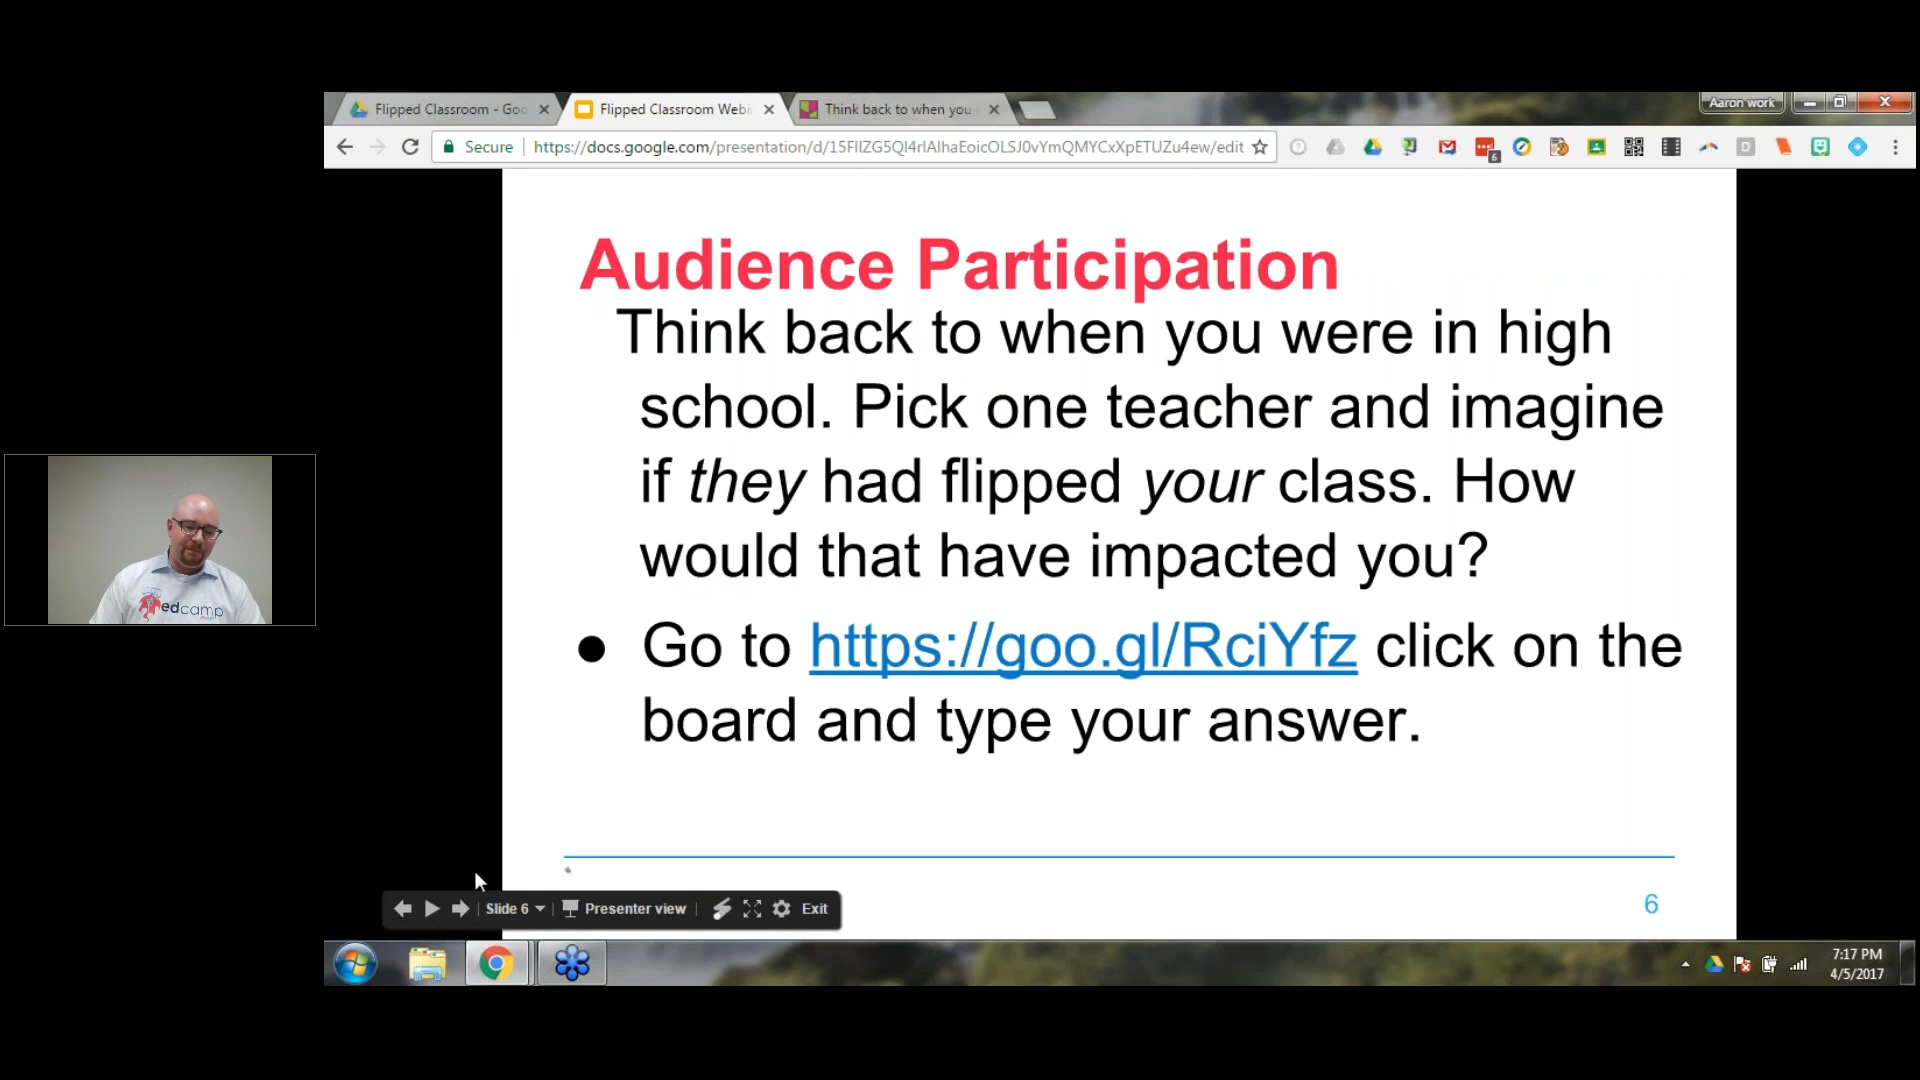 Flipped Classroom - Goo
Flipped Classroom Webi
Think back to when you
Aaron work
Secure
https://docs.google.com/presentation/d/15FIlZG5Ql4rIAlhaEoicOLSJ0vYmQMYCxXpETUZu4ew/edit
6
D
Audience Participation
Think back to when you were in high
school. Pick one teacher and imagine
if they had flipped your class. How
would that have impacted you?
● Go to https://goo.gl/RciYfz click on the
board and type your answer.
edcamp
Slide 6
Presenter view
Exit
6
7:17 PM
4/5/2017